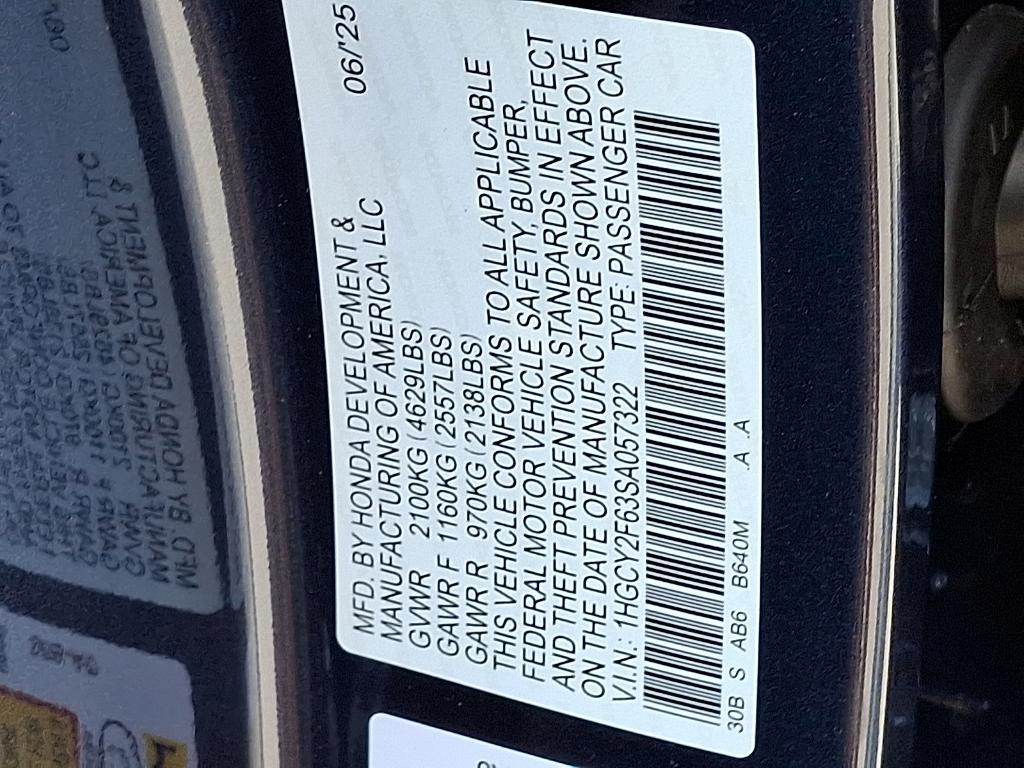 MFD. BY HONDA DEVELOPMENT &
MANUFACTURING OF AMERICA, LLC 06/'25
GVWR 2100KG (4629LBS)
GAWR F 1160KG (2557LBS)
GAWR R 970KG (2138LBS)
THIS VEHICLE CONFORMS TO ALL APPLICABLE
FEDERAL MOTOR VEHICLE SAFETY, BUMPER,
AND THEFT PREVENTION STANDARDS IN EFFECT
ON THE DATE OF MANUFACTURE SHOWN ABOVE.
V.I.N.: 1HGCY2F63SA057322 TYPE: PASSENGER CAR
30B S AB6 B640M .A .A